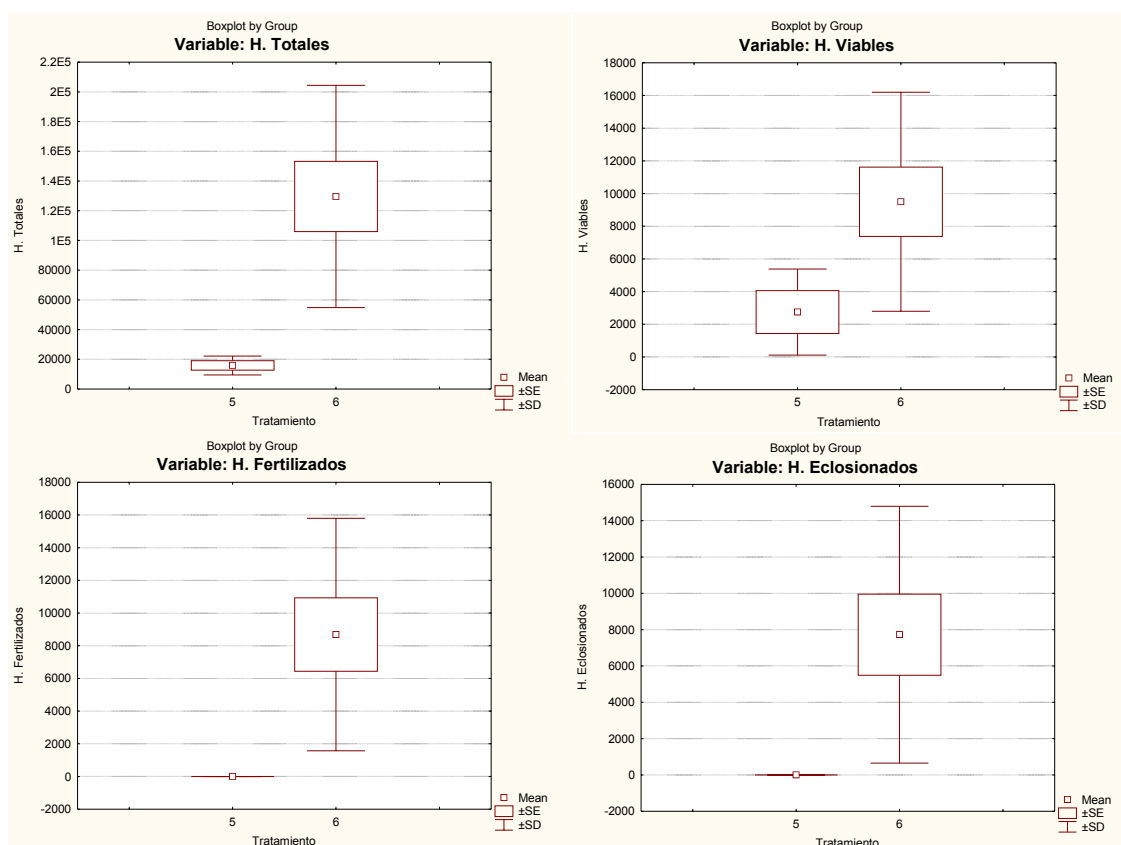 Boxplot by Group
Variable: H. Totales
2.2E5
2E5
1.8E5
1.6E5
1.4E5
1.2E5
1E5
80000
60000
40000
20000
0
H. Totales
5 6
Tratamiento
Mean
±SE
±SD
Boxplot by Group
Variable: H. Viables
18000
16000
14000
12000
10000
8000
6000
4000
2000
0
-2000
H. Viables
5 6
Tratamiento
Mean
±SE
±SD
Boxplot by Group
Variable: H. Fertilizados
18000
16000
14000
12000
10000
8000
6000
4000
2000
0
-2000
H. Fertilizados
5 6
Tratamiento
Mean
±SE
±SD
Boxplot by Group
Variable: H. Eclosionados
16000
14000
12000
10000
8000
6000
4000
2000
0
-2000
H. Eclosionados
5 6
Tratamiento
Mean
±SE
±SD